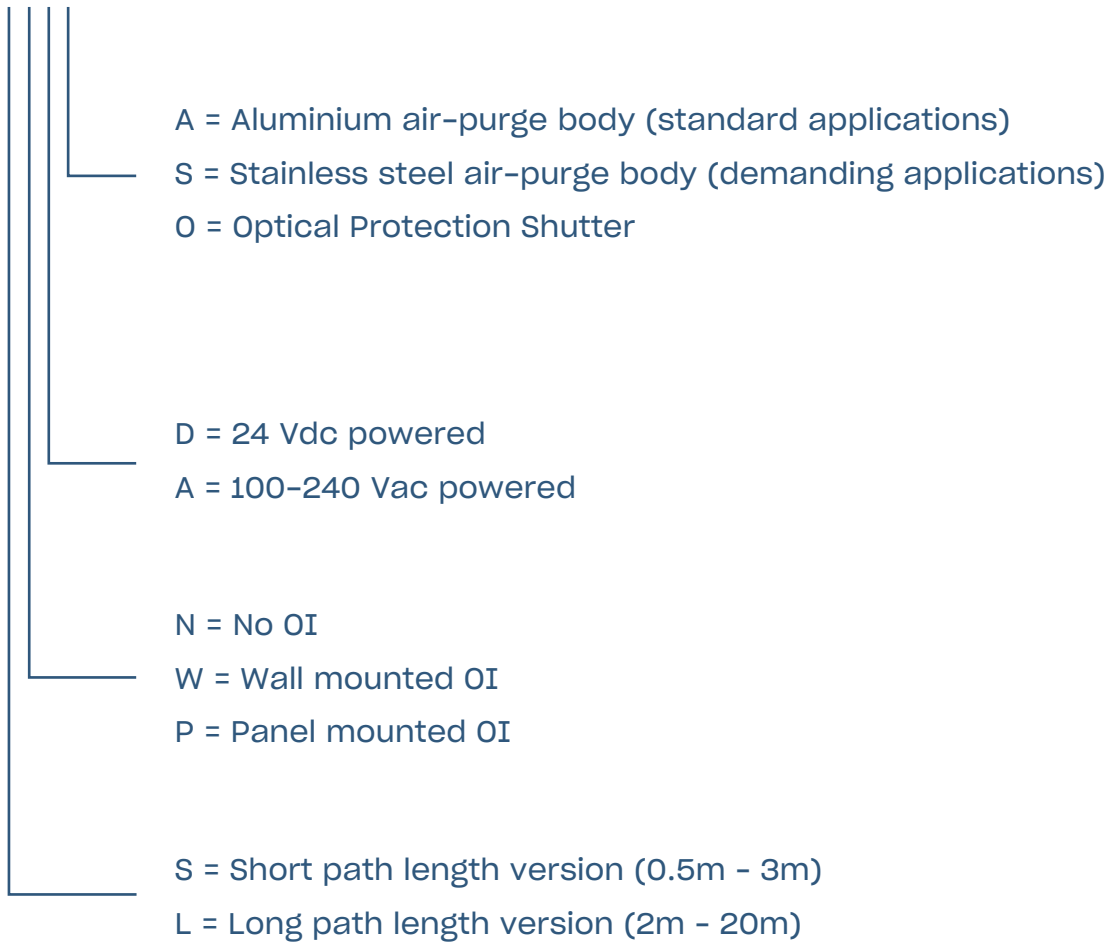 A = Aluminium air-purge body (standard applications)
S = Stainless steel air-purge body (demanding applications)
O = Optical Protection Shutter
D = 24 Vdc powered
A = 100-240 Vac powered
N = No OI
W = Wall mounted OI
P = Panel mounted OI
S = Short path length version (0.5m - 3m)
L = Long path length version (2m - 20m)